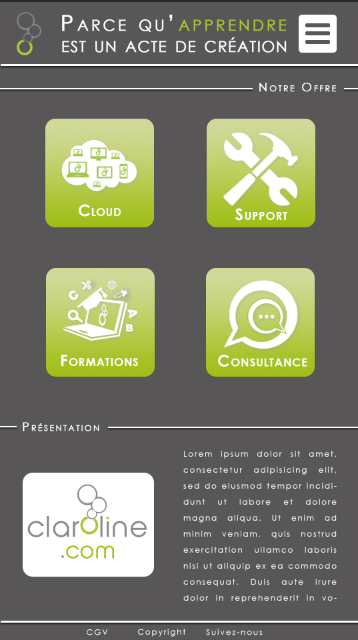 PARCE QU'APPRENDRE
EST UN ACTE DE CRÉATION
NOTRE OFFRE
CLOUD
SUPPORT
A
B
FORMATIONS
CONSULTANCE
PRÉSENTATION
claroline
.com
Lorem ipsum dolor sit amet,
consectetur adipisicing elit,
sed do eiusmod tempor incidi-
dunt ut labore et dolore
magna aliqua. Ut enim ad
minim veniam, quis nostrud
exercitation ullamco laboris
nisi ut aliquip ex ea commodo
consequat. Duis aute irure
dolor in reprehenderit in vo-
CGV Copyright Suivez-nous